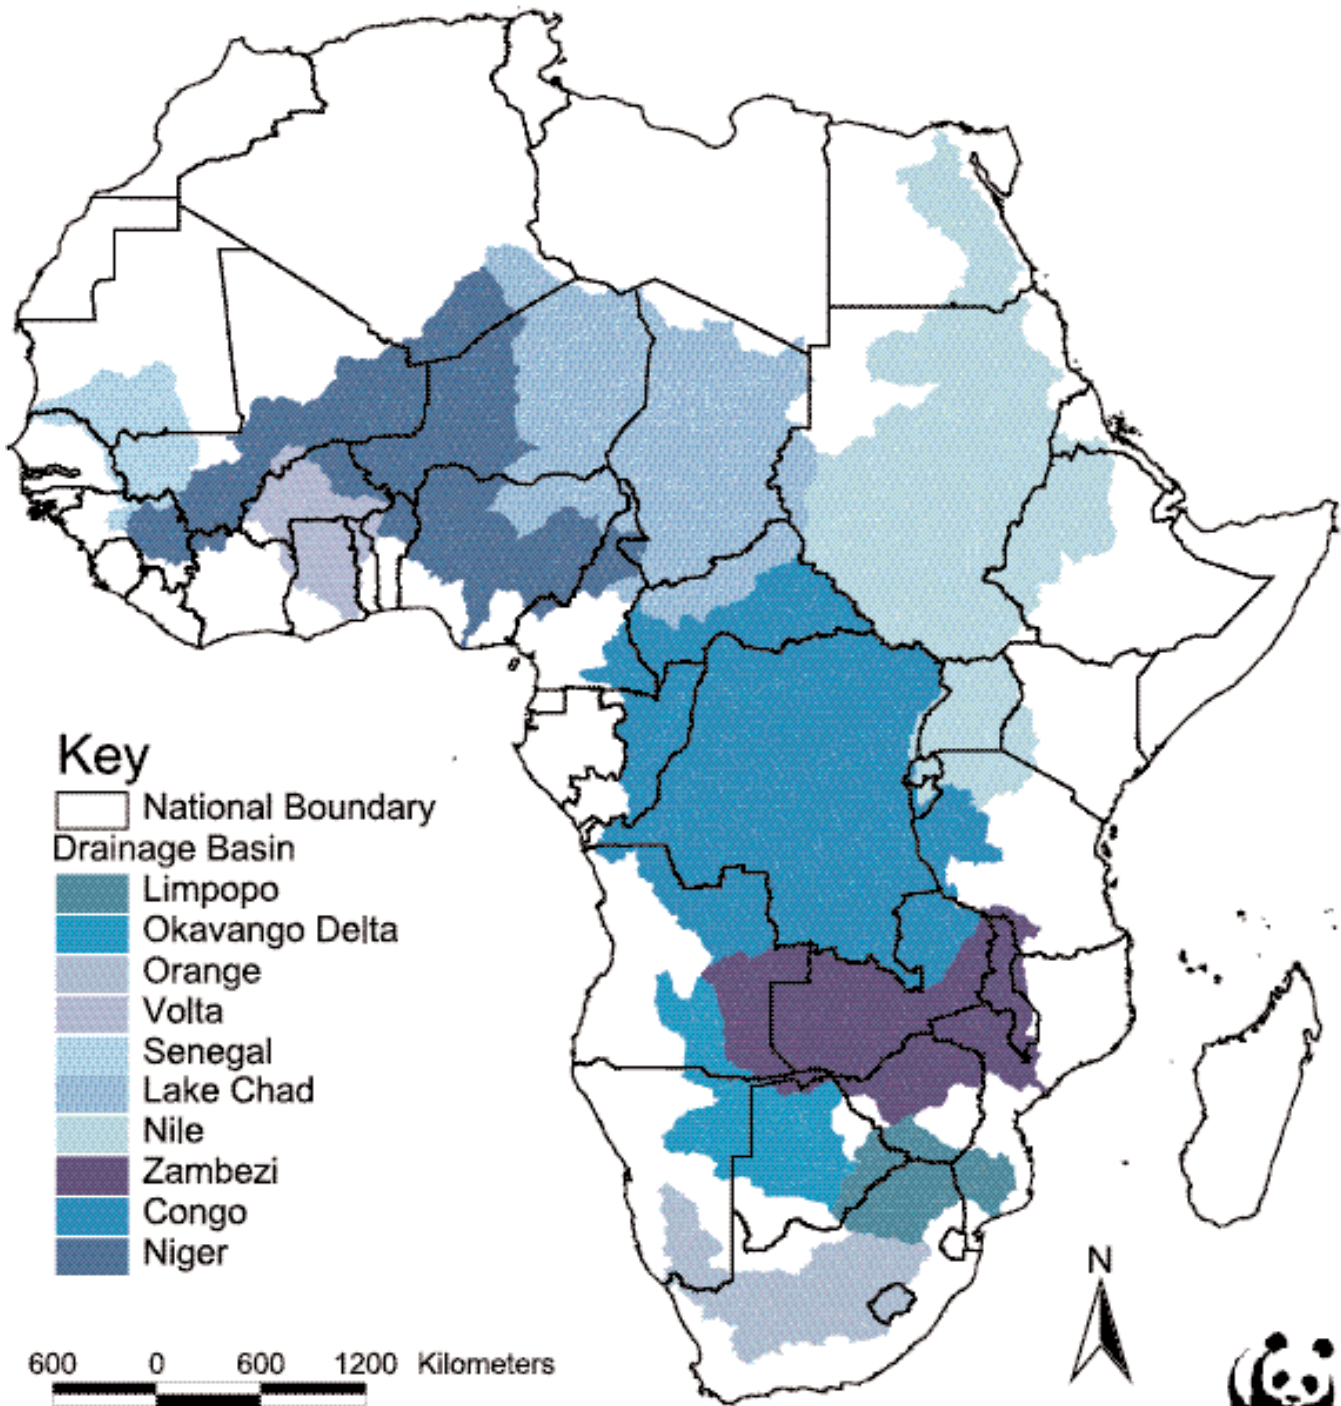 Key
National Boundary
Drainage Basin
Limpopo
Okavango Delta
Orange
Volta
Senegal
Lake Chad
Nile
Zambezi
Congo
Niger
600 0 600 1200 Kilometers
N